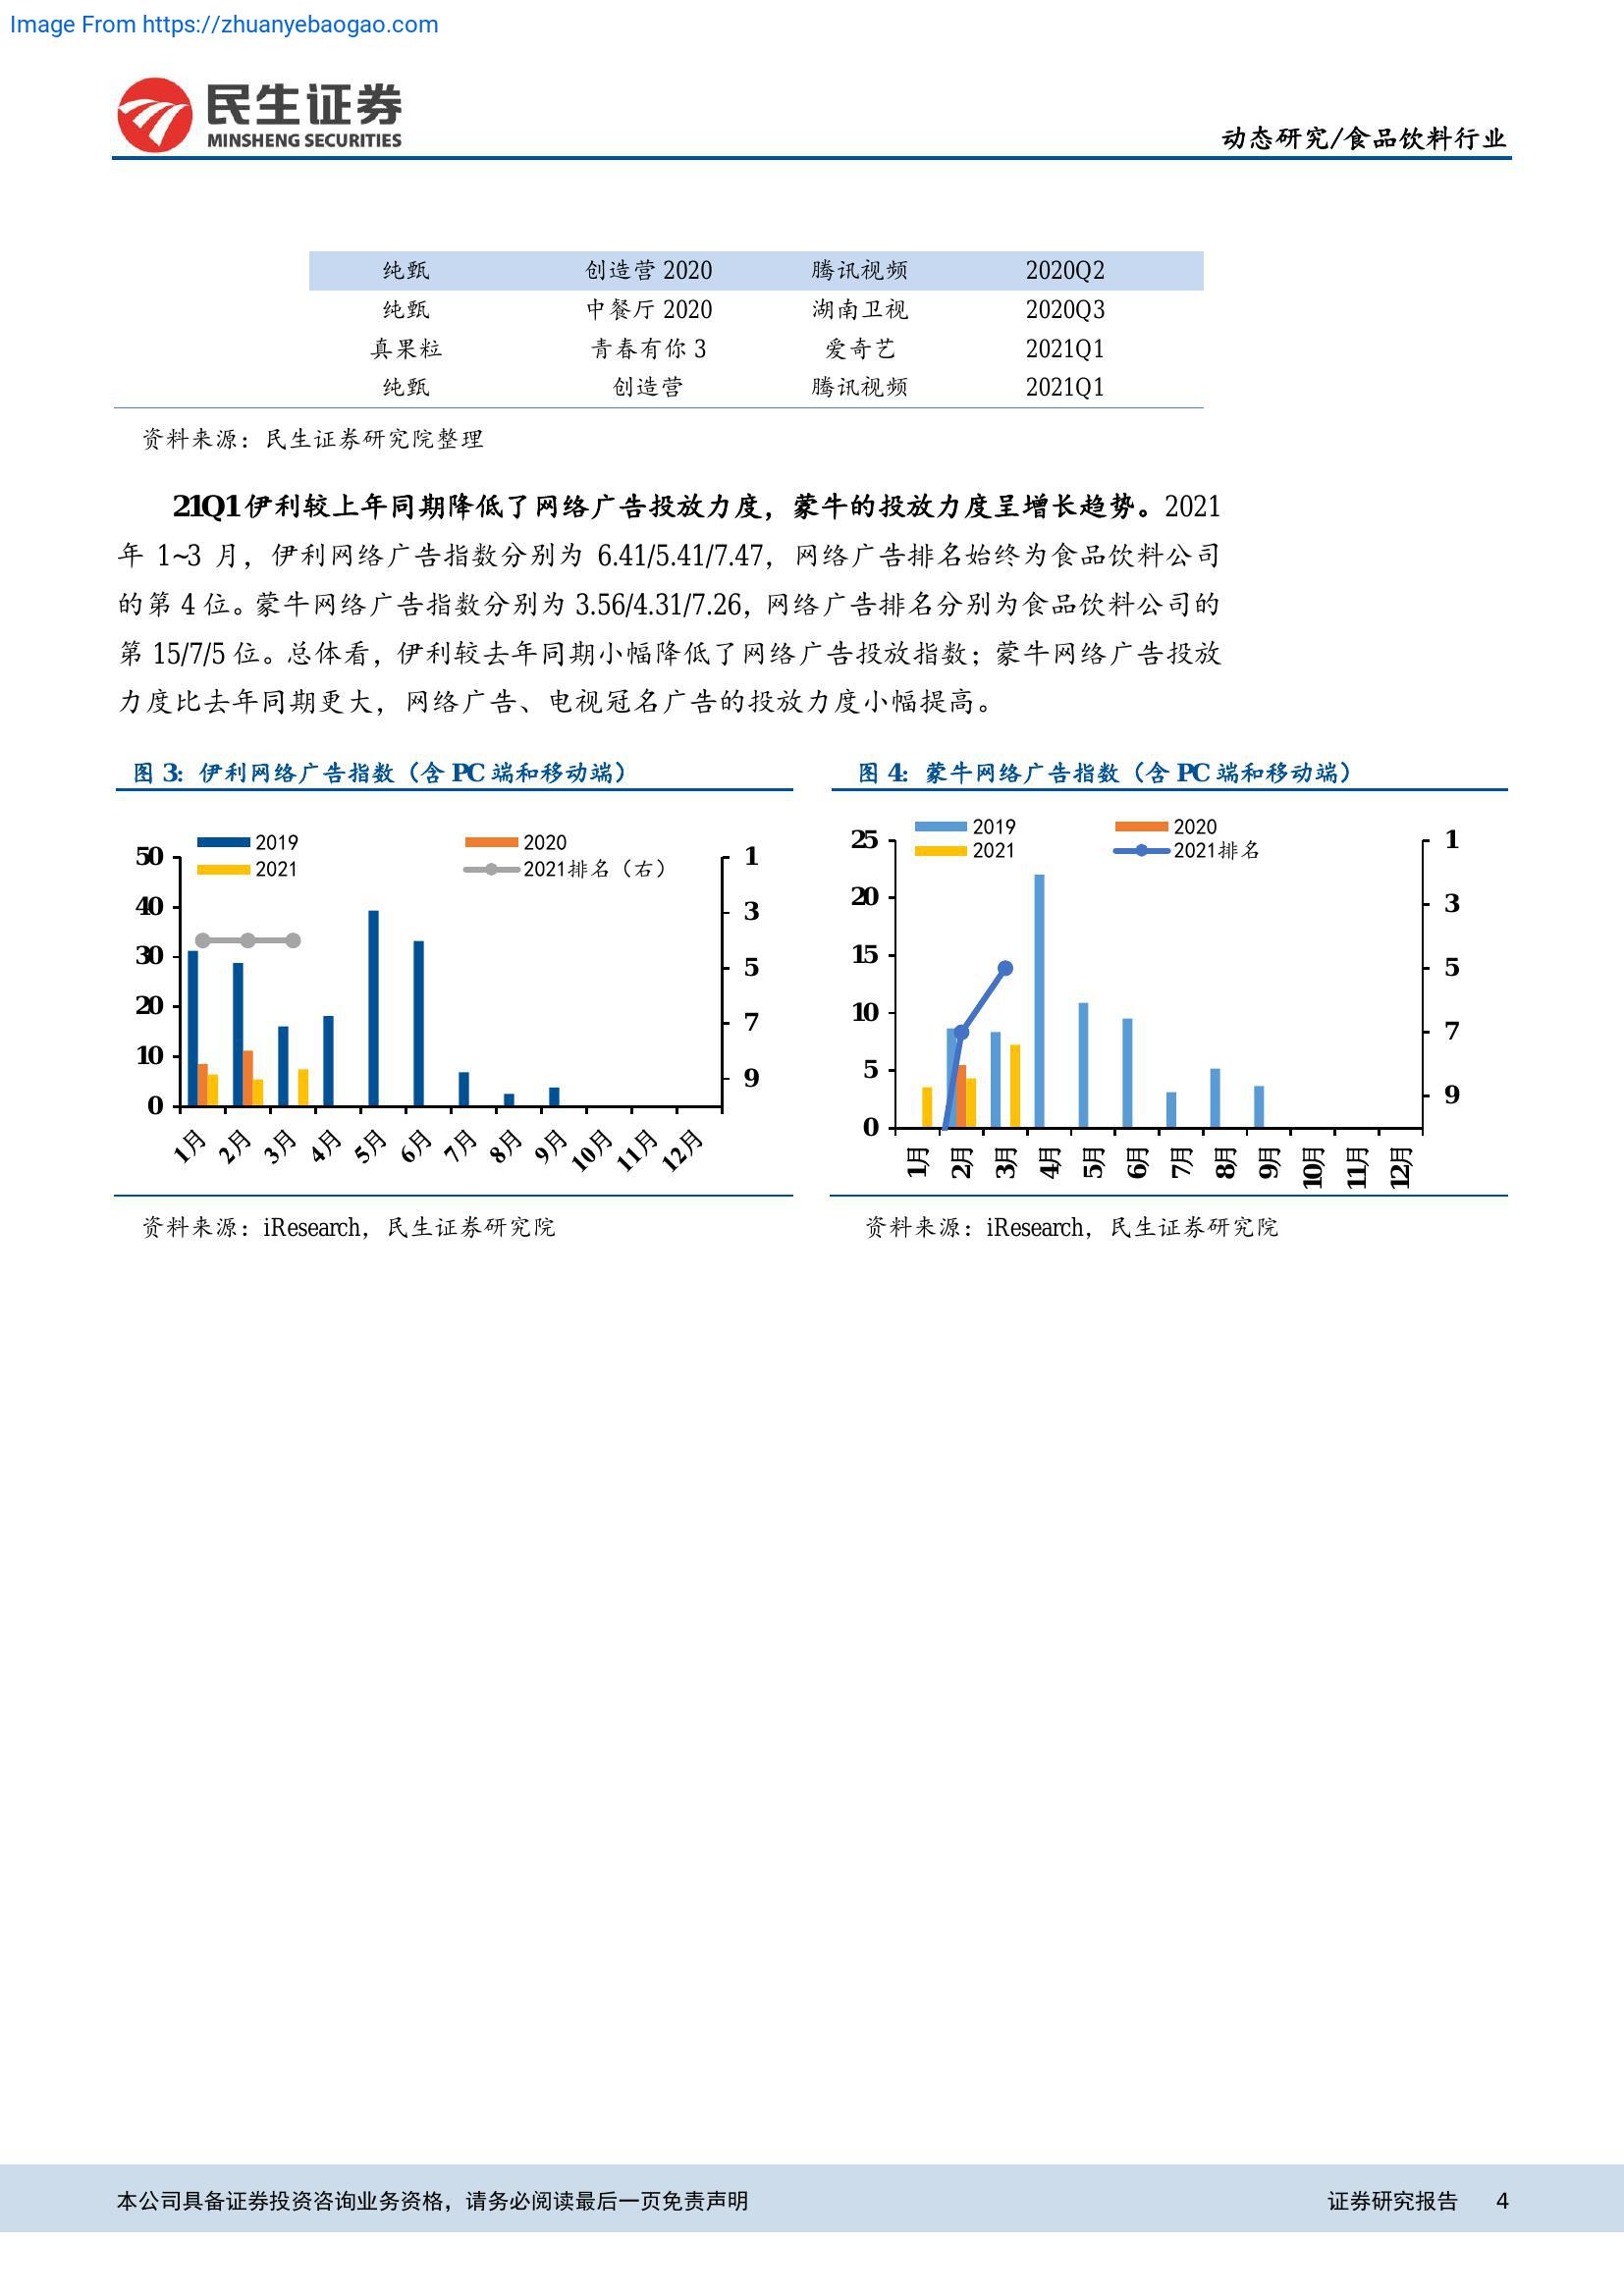 Image From https://zhuanyebaogao.com
民生证券
MINSHENG SECURITIES
动态研究/食品饮料行业
纯甄 创造营 2020 腾讯视频 2020Q2
纯甄 中餐厅 2020 湖南卫视 2020Q3
真果粒 青春有你 3 爱奇艺 2021Q1
纯甄 创造营 腾讯视频 2021Q1
资料来源：民生证券研究院整理
21Q1 伊利较上年同期降低了网络广告投放力度，蒙牛的投放力度呈增长趋势。2021
年 1~3 月，伊利网络广告指数分别为 6.41/5.41/7.47，网络广告排名始终为食品饮料公司
的第 4 位。蒙牛网络广告指数分别为 3.56/4.31/7.26，网络广告排名分别为食品饮料公司的
第 15/7/5 位。总体看，伊利较去年同期小幅降低了网络广告投放指数；蒙牛网络广告投放
力度比去年同期更大，网络广告、电视冠名广告的投放力度小幅提高。
图 3：伊利网络广告指数（含 PC 端和移动端）
2019 2020
2021 2021排名（右）
50
40
30
20
10
0
1
3
5
7
9
1月 2月 3月 4月 5月 6月 7月 8月 9月 10月 11月 12月
资料来源：iResearch，民生证券研究院
图 4：蒙牛网络广告指数（含 PC 端和移动端）
2019 2020
2021 2021排名
25
20
15
10
5
0
1
3
5
7
9
1月 2月 3月 4月 5月 6月 7月 8月 9月 10月 11月 12月
资料来源：iResearch，民生证券研究院
本公司具备证券投资咨询业务资格，请务必阅读最后一页免责声明
证券研究报告 4